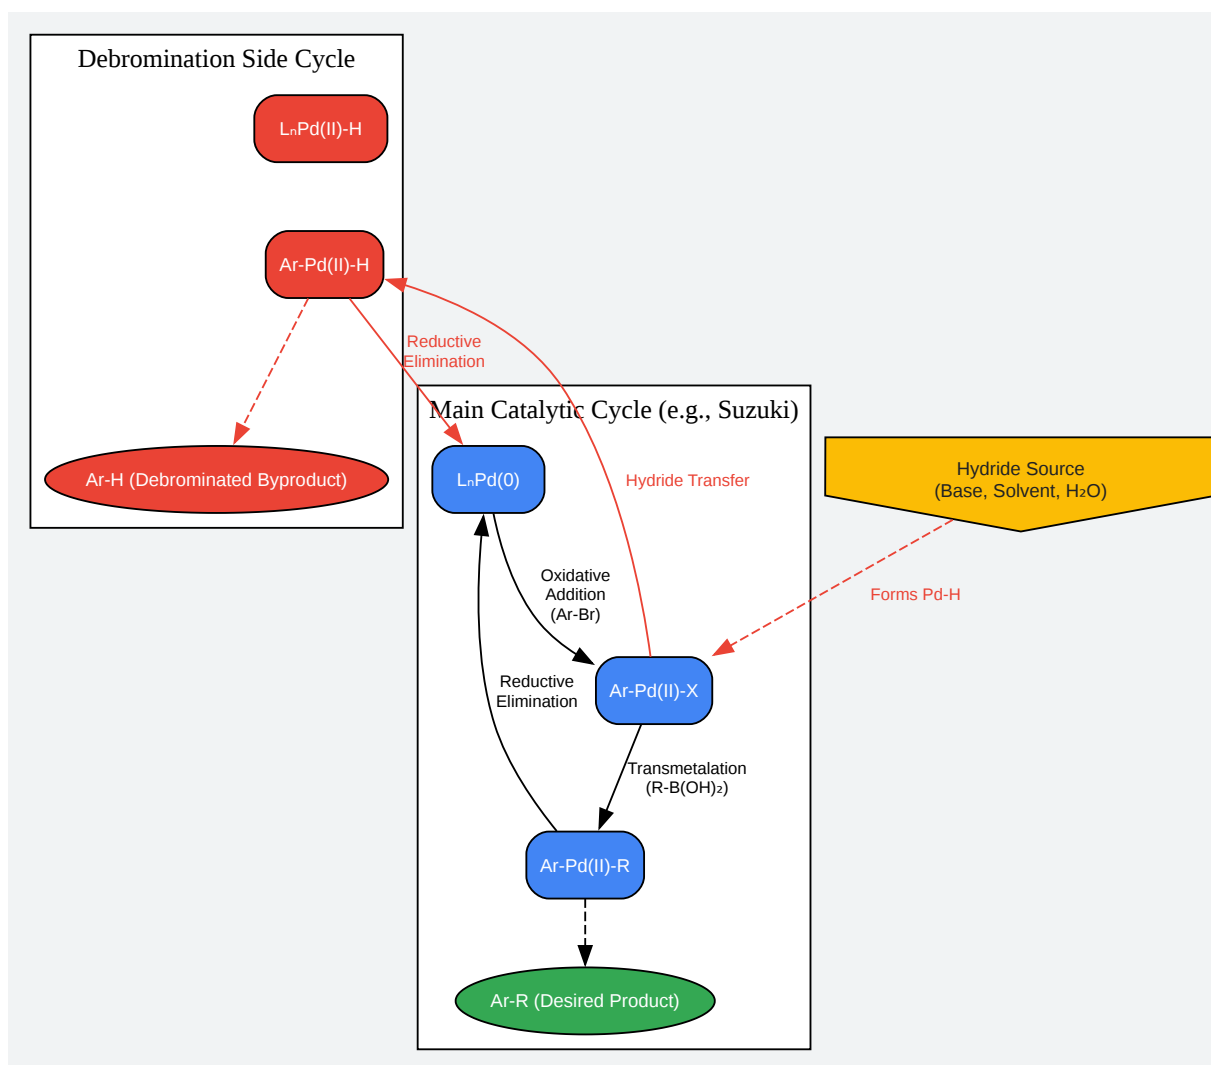 Debromination Side Cycle
LₙPd(II)-H
Ar-Pd(II)-H
Reductive
Elimination
Ar-H (Debrominated Byproduct)
Main Catalytic Cycle (e.g., Suzuki)
LₙPd(0)
Hydride Transfer
Hydride Source
(Base, Solvent, H₂O)
Oxidative
Addition
(Ar-Br)
Forms Pd-H
Reductive
Elimination
Ar-Pd(II)-X
Transmetalation
(R-B(OH)₂)
Ar-Pd(II)-R
Ar-R (Desired Product)